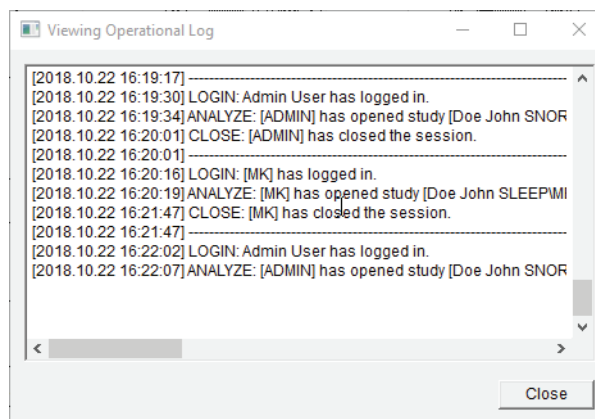 Viewing Operational Log
[2018.10.22 16:19:17] ----------------------------------------------------------------------
[2018.10.22 16:19:30] LOGIN: Admin User has logged in.
[2018.10.22 16:19:34] ANALYZE: [ADMIN] has opened study [Doe John SNOR
[2018.10.22 16:20:01] CLOSE: [ADMIN] has closed the session.
[2018.10.22 16:20:01] ----------------------------------------------------------------------
[2018.10.22 16:20:16] LOGIN: [MK] has logged in.
[2018.10.22 16:20:19] ANALYZE: [MK] has opened study [Doe John SLEEP\MI
[2018.10.22 16:21:47] CLOSE: [MK] has closed the session.
[2018.10.22 16:21:47] ----------------------------------------------------------------------
[2018.10.22 16:22:02] LOGIN: Admin User has logged in.
[2018.10.22 16:22:07] ANALYZE: [ADMIN] has opened study [Doe John SNOR
Close